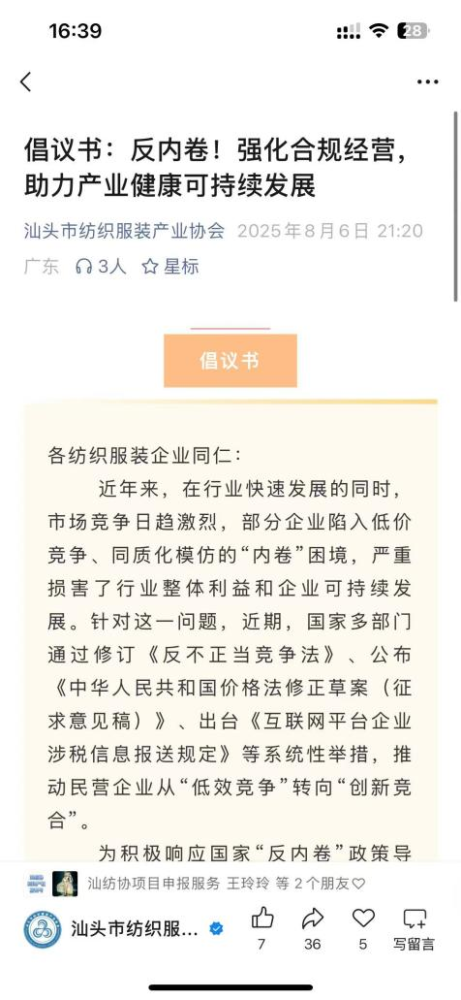 16:39
28
倡议书：反内卷！强化合规经营，
助力产业健康可持续发展
汕头市纺织服装产业协会 2025年8月6日 21:20
广东 3人 星标
倡议书
各纺织服装企业同仁：
近年来，在行业快速发展的同时，
市场竞争日趋激烈，部分企业陷入低价
竞争、同质化模仿的“内卷”困境，严重
损害了行业整体利益和企业可持续发
展。针对这一问题，近期，国家多部门
通过修订《反不正当竞争法》、公布
《中华人民共和国价格法修正草案（征
求意见稿）》、出台《互联网平台企业
涉税信息报送规定》等系统性举措，推
动民营企业从“低效竞争”转向“创新竞
合”。
为积极响应国家“反内卷”政策导
汕纺协项目申报服务 王玲玲 等 2 个朋友♡
汕头市纺织服...
7
36
5
写留言